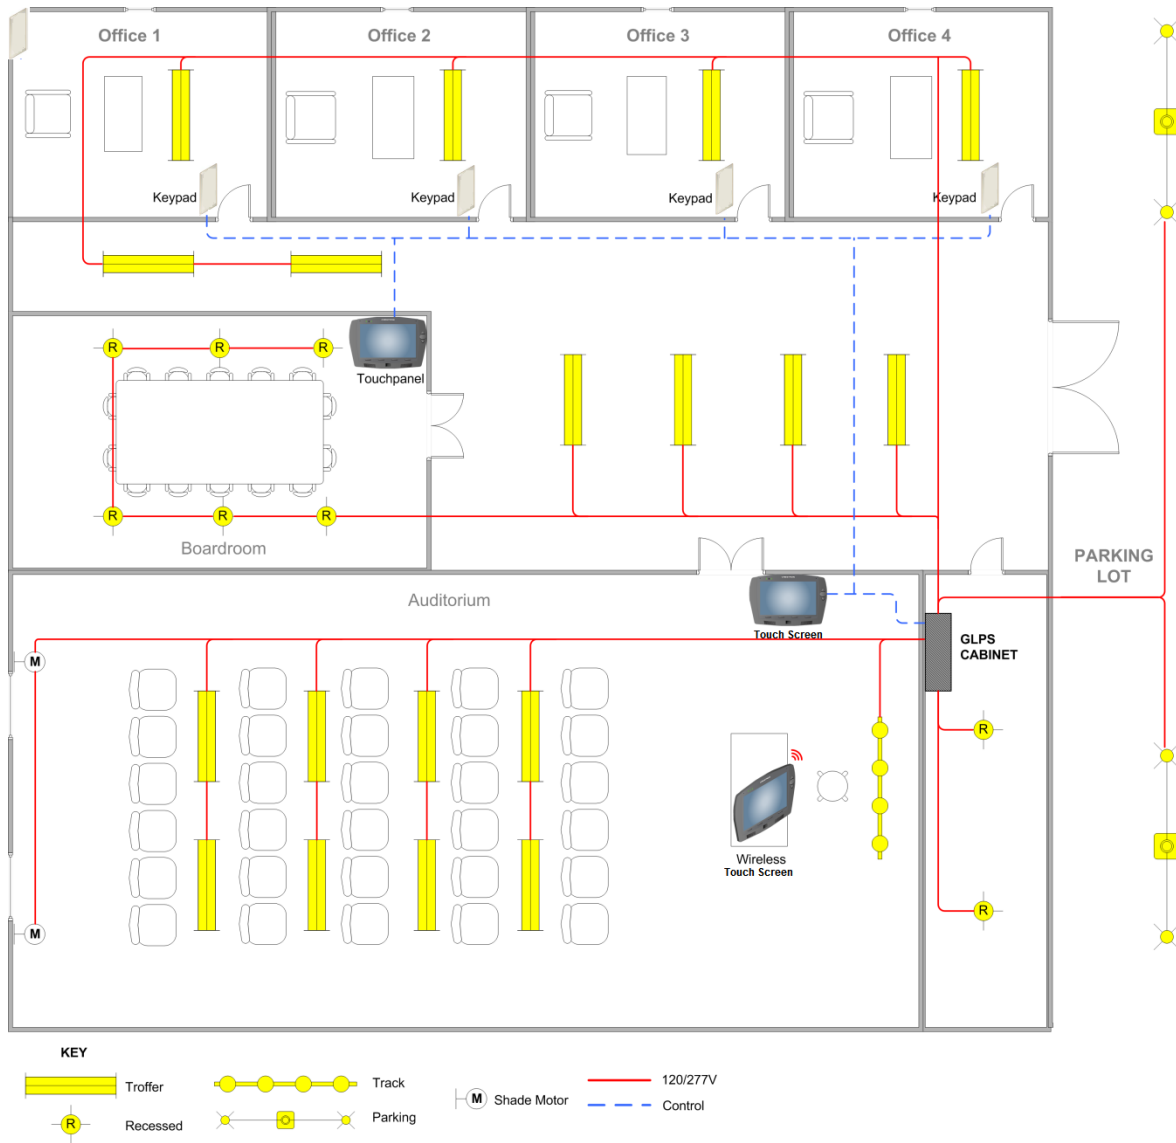 Office 1
Office 2
Office 3
Office 4
Keypad
Keypad
Keypad
Keypad
R
R
R
Touchpanel
R
R
R
Boardroom
PARKING
LOT
Auditorium
Touch Screen
GLPS
CABINET
M
R
Wireless
Touch Screen
R
M
KEY
Troffer
Track
M
Shade Motor
120/277V
Control
R
Recessed
Parking